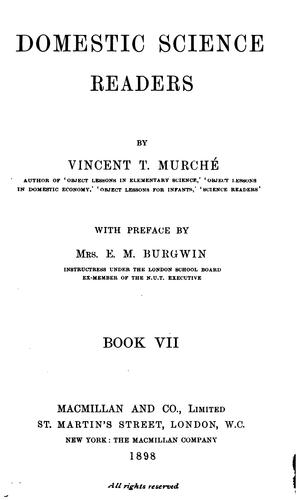 DOMESTIC SCIENCE
READERS
BY
VINCENT T. MURCHÉ
AUTHOR OF 'OBJECT LESSONS IN ELEMENTARY SCIENCE,' 'OBJECT LESSONS
IN DOMESTIC ECONOMY,' 'OBJECT LESSONS FOR INFANTS,' 'SCIENCE READERS'
WITH PREFACE BY
MRS. E. M. BURGWIN
INSTRUCTRESS UNDER THE LONDON SCHOOL BOARD
EX-MEMBER OF THE N.U.T. EXECUTIVE
BOOK VII
MACMILLAN AND CO., LIMITED
ST. MARTIN'S STREET, LONDON, W.C.
NEW YORK: THE MACMILLAN COMPANY
1898
All rights reserved